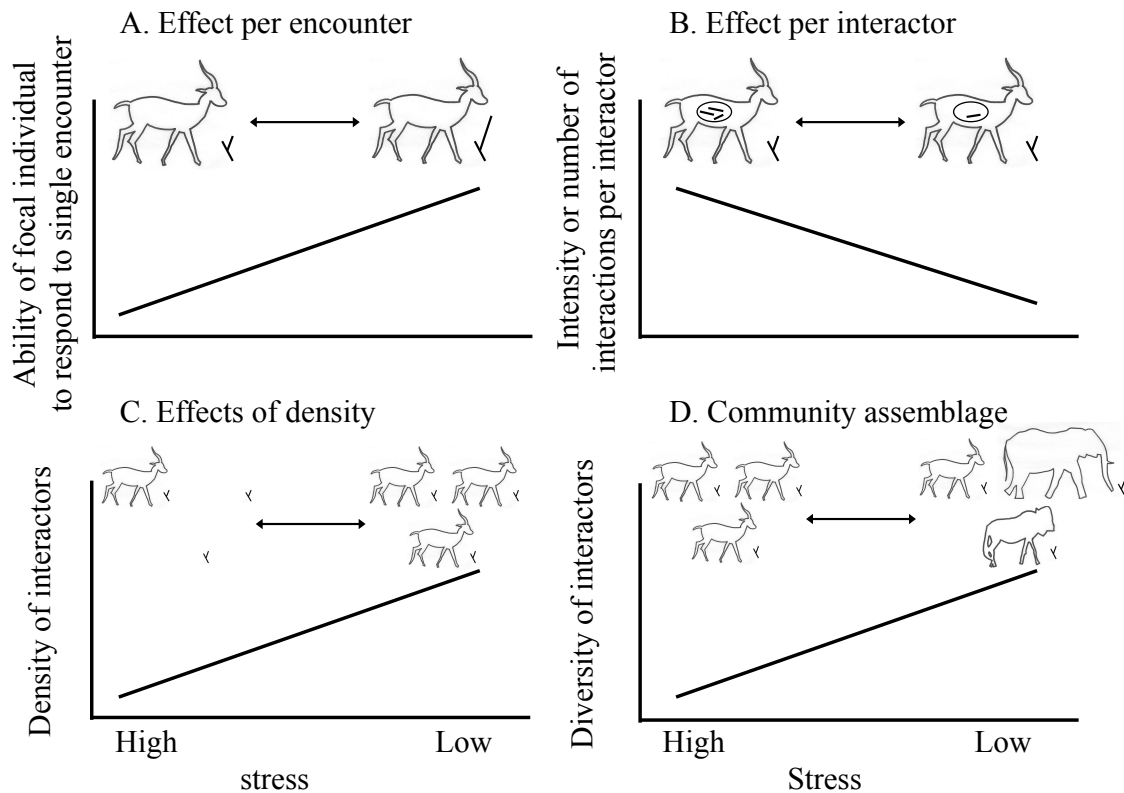 A. Effect per encounter
Ability of focal individual
to respond to single encounter
B. Effect per interactor
Intensity or number of
interactions per interactor
C. Effects of density
Density of interactors
High
Low
stress
D. Community assemblage
Diversity of interactors
High
Low
Stress